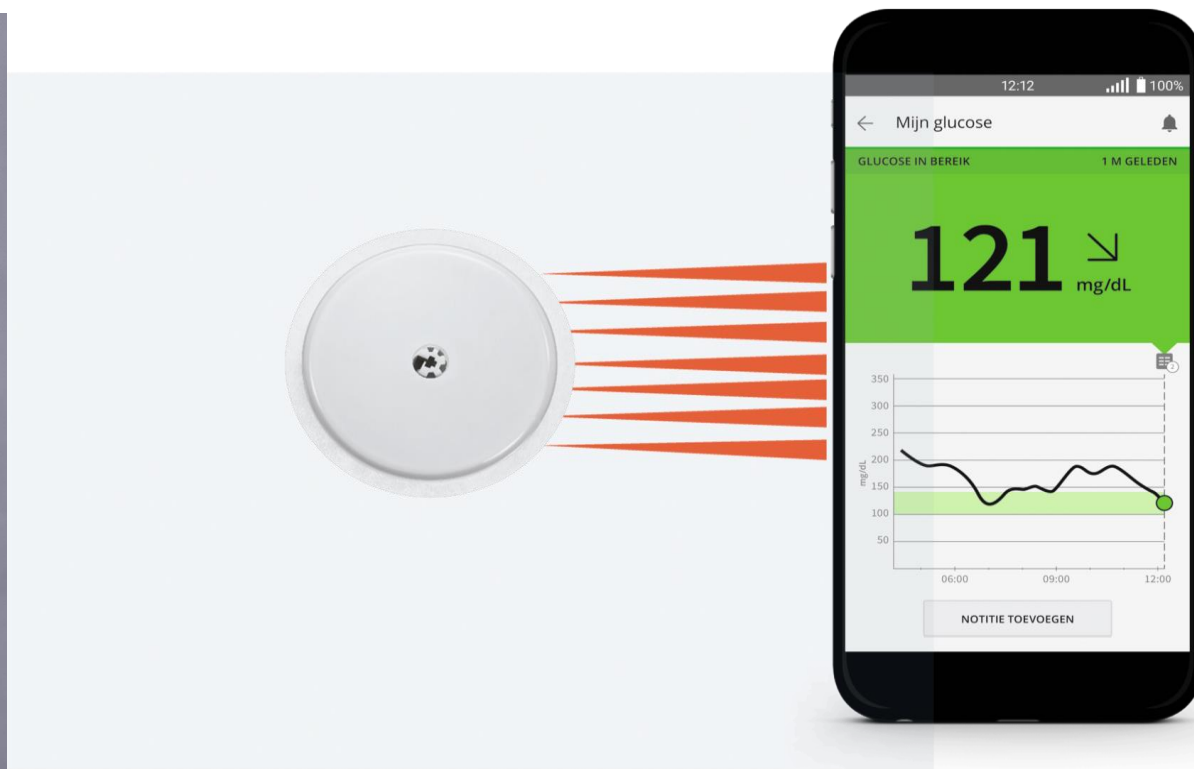 12:12 100%
Mijn glucose
GLUCOSE IN BEREIK 1 M GELEDEN
121 mg/dL
2
350
300
250
200
150
100
50
mg/dL
06:00 09:00 12:00
NOTITIE TOEVOEGEN